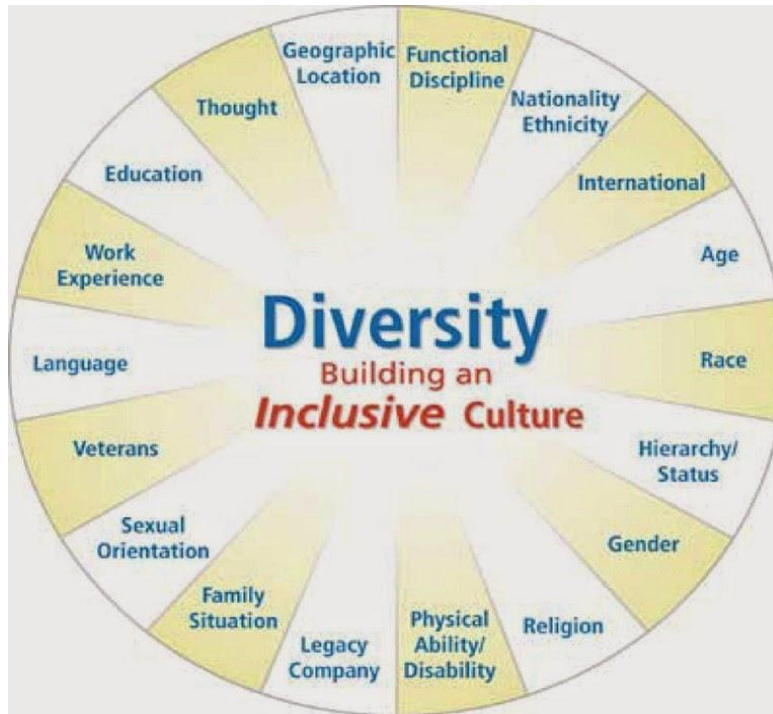 Diversity
Building an
Inclusive Culture
Geographic
Location
Functional
Discipline
Nationality
Ethnicity
International
Age
Race
Hierarchy/
Status
Gender
Religion
Physical
Ability/
Disability
Legacy
Company
Family
Situation
Sexual
Orientation
Veterans
Language
Work
Experience
Education
Thought